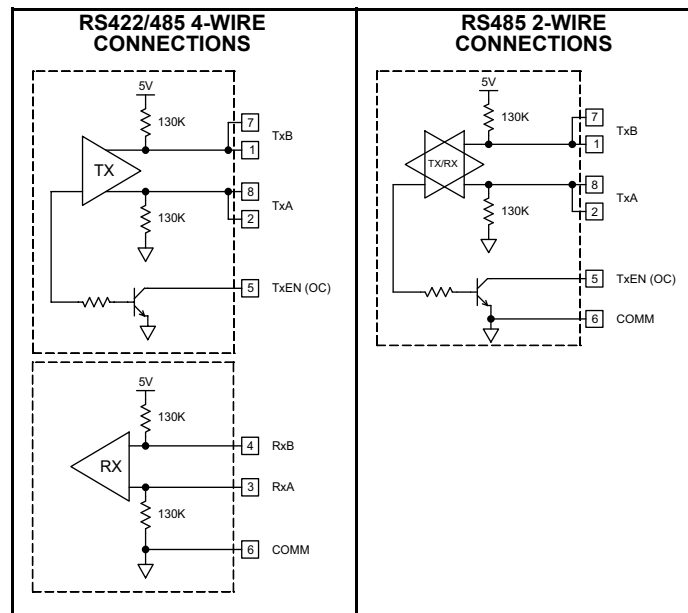 RS422/485 4-WIRE
CONNECTIONS
5V
130K
7
TxB
1
TX
8
TxA
2
130K
5 TxEN (OC)
5V
130K
4 RxB
RX
3 RxA
130K
6 COMM
RS485 2-WIRE
CONNECTIONS
5V
130K
7
TxB
1
TX/RX
8
TxA
2
130K
5 TxEN (OC)
6 COMM